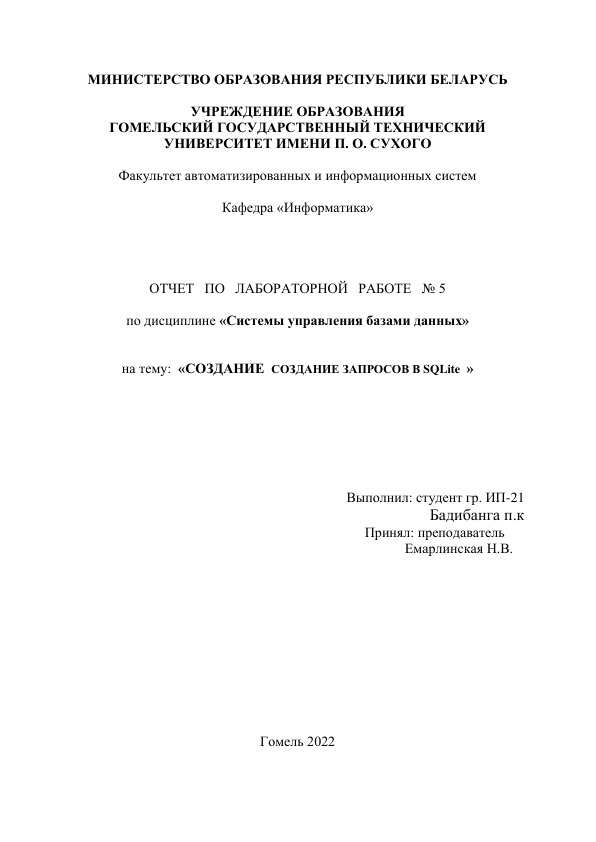 МИНИСТЕРСТВО ОБРАЗОВАНИЯ РЕСПУБЛИКИ БЕЛАРУСЬ
УЧРЕЖДЕНИЕ ОБРАЗОВАНИЯ
ГОМЕЛЬСКИЙ ГОСУДАРСТВЕННЫЙ ТЕХНИЧЕСКИЙ
УНИВЕРСИТЕТ ИМЕНИ П. О. СУХОГО
Факультет автоматизированных и информационных систем
Кафедра «Информатика»
ОТЧЕТ ПО ЛАБОРАТОРНОЙ РАБОТЕ № 5
по дисциплине «Системы управления базами данных»
на тему: «СОЗДАНИЕ СОЗДАНИЕ ЗАПРОСОВ В SQLite »
Выполнил: студент гр. ИП-21
Бадибанга п.к
Принял: преподаватель
Емарлинская Н.В.
Гомель 2022